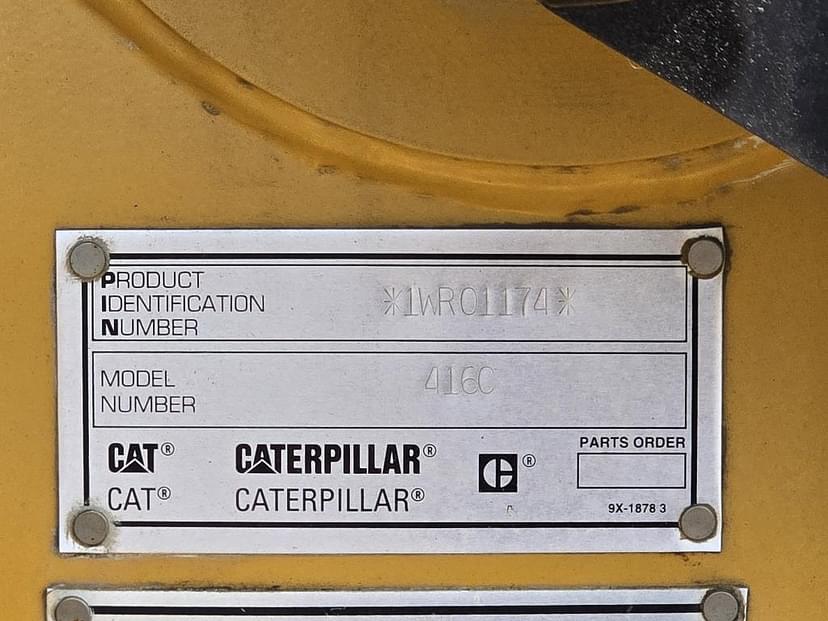 PRODUCT
IDENTIFICATION
NUMBER
*1WR01174*
MODEL
NUMBER
416C
CAT® CATERPILLAR® ®
CAT® CATERPILLAR®
PARTS ORDER
9X-1878 3